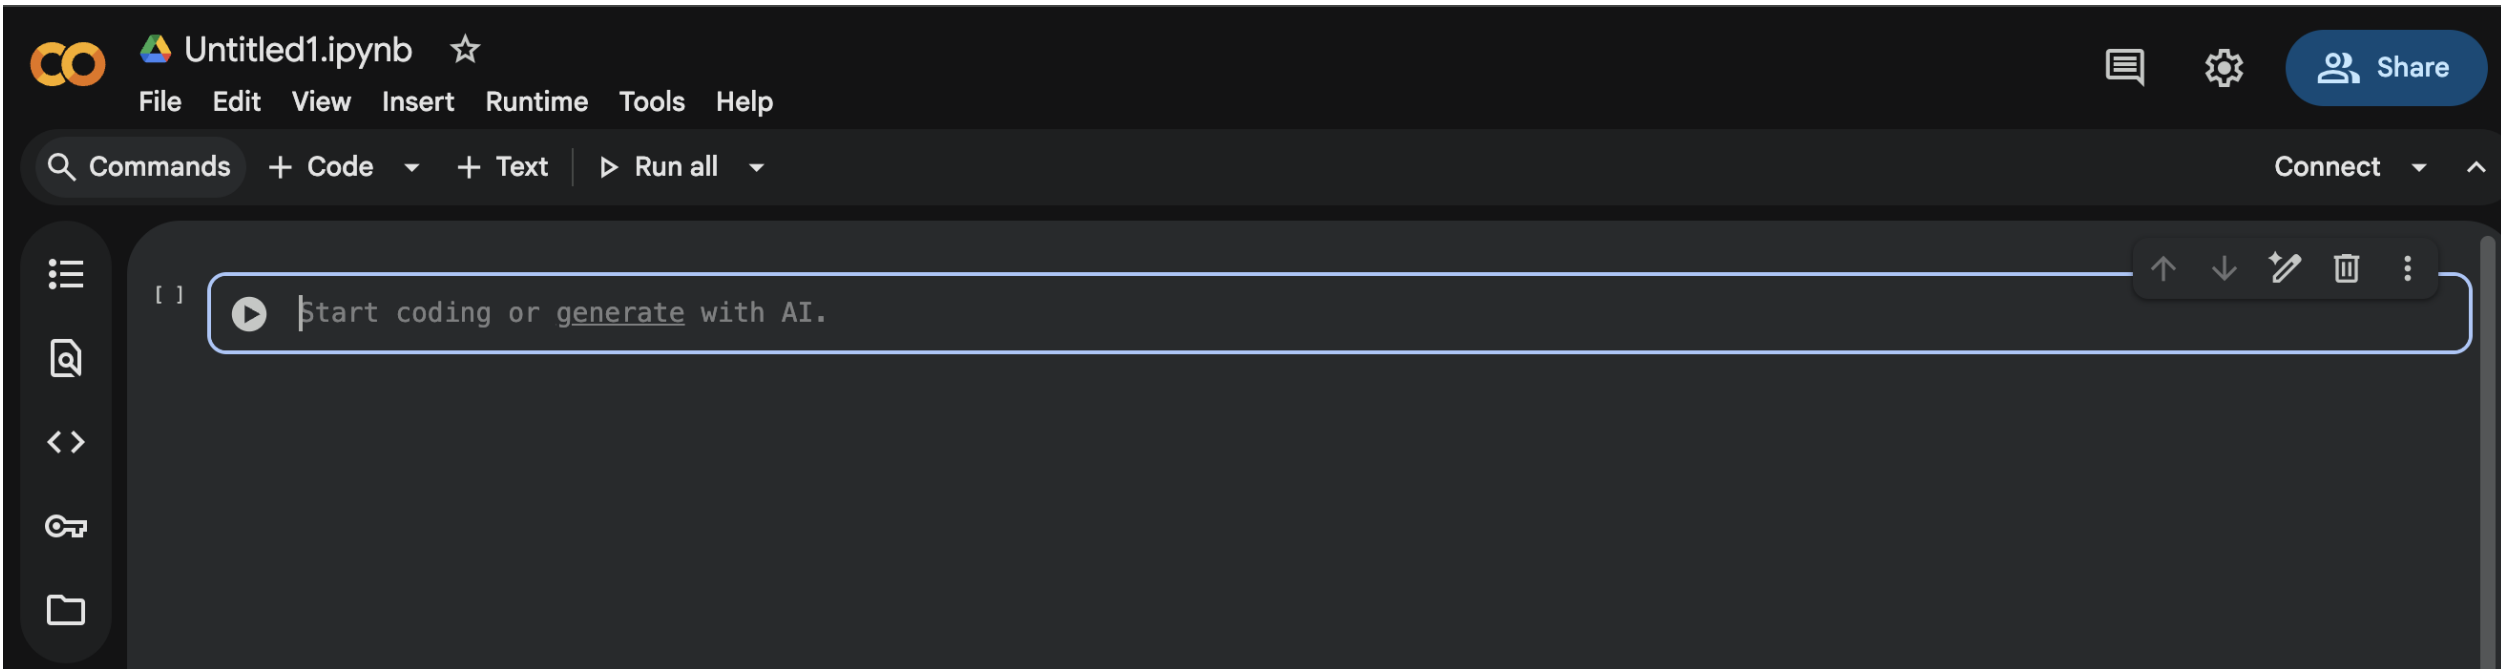 Untitled1.ipynb
File Edit View Insert Runtime Tools Help
Share
Commands + Code + Text Run all
Connect
[ ]
Start coding or generate with AI.